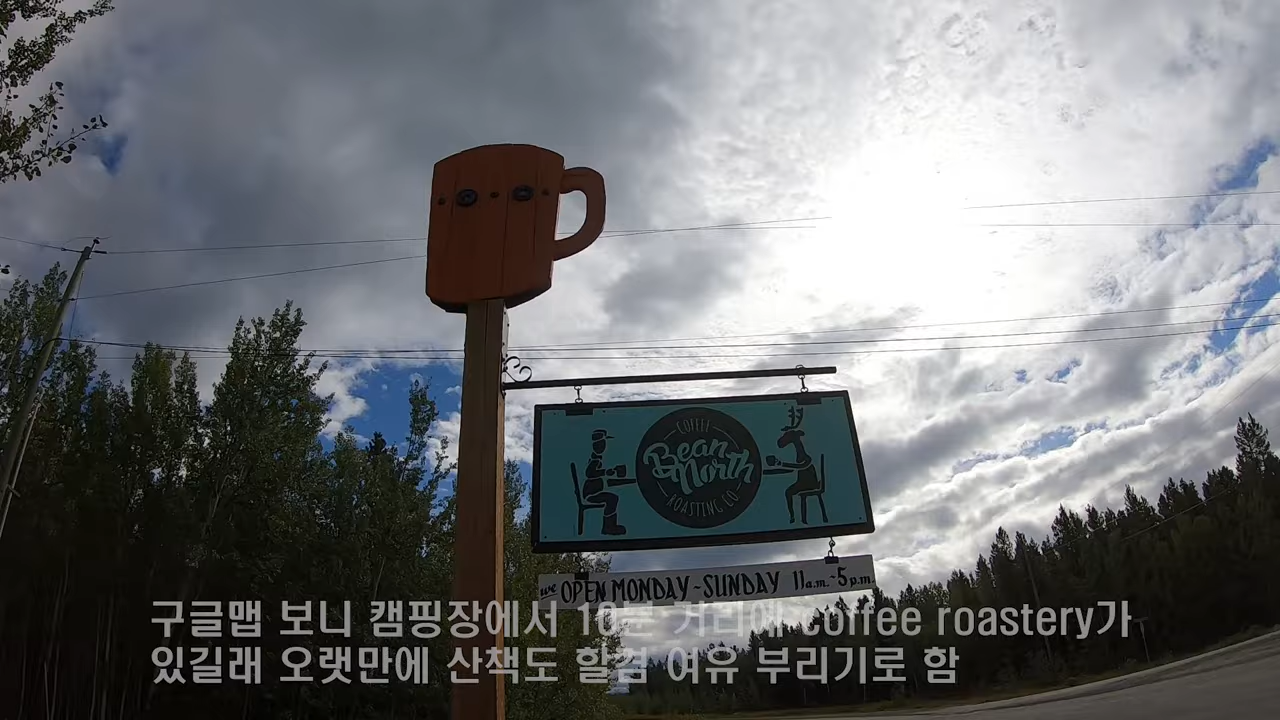 COFFEE
Bean North
ROASTING CO.
we OPEN MONDAY - SUNDAY 11a.m. - 5p.m.
구글맵 보니 캠핑장에서 10분 거리에 coffee roastery가
있길래 오랫만에 산책도 할겸 여유 부리기로 함